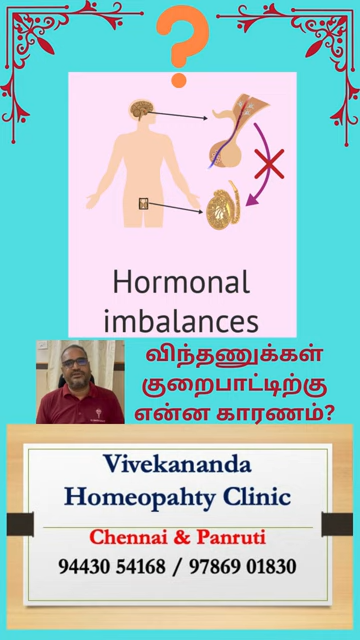 ?
Hormonal
imbalances
விந்தணுக்கள்
குறைபாட்டிற்கு
என்ன காரணம்?
Vivekananda
Homeopahty Clinic
Chennai & Panruti
94430 54168 / 97869 01830